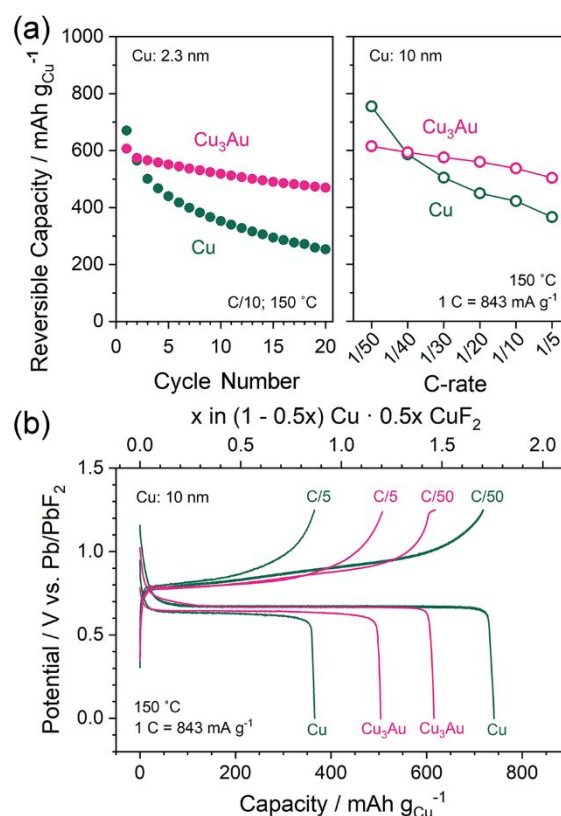 (a)
Reversible Capacity / mAh g_Cu⁻¹
1000
800
600
400
200
0
Cu: 2.3 nm
Cu₃Au
Cu
C/10; 150 ˚C
0 5 10 15 20
Cycle Number
Cu: 10 nm
Cu₃Au
Cu
150 ˚C
1 C = 843 mA g⁻¹
1/50 1/40 1/30 1/20 1/10 1/5
C-rate
(b)
x in (1 - 0.5x) Cu · 0.5x CuF₂
0.0 0.5 1.0 1.5 2.0
Potential / V vs. Pb/PbF₂
1.5
1.0
0.5
0.0
Cu: 10 nm
C/5 C/5 C/50 C/50
150 ˚C
1 C = 843 mA g⁻¹
Cu Cu₃Au Cu₃Au Cu
0 200 400 600 800
Capacity / mAh g_Cu⁻¹